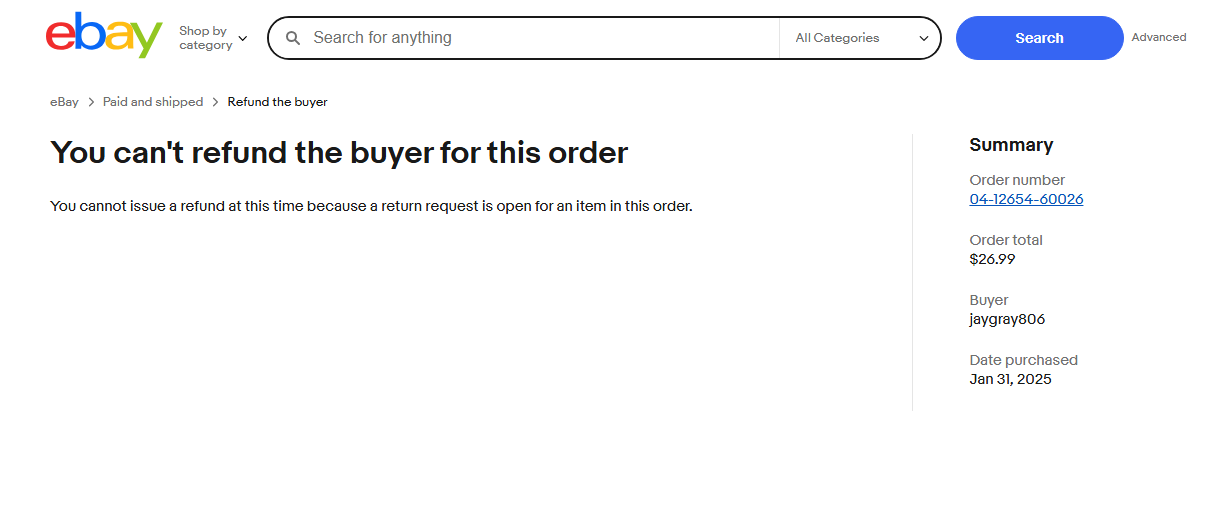 ebay
Shop by
category
Search for anything
All Categories
Search
Advanced
eBay
Paid and shipped
Refund the buyer
You can't refund the buyer for this order
You cannot issue a refund at this time because a return request is open for an item in this order.
Summary
Order number
04-12654-60026
Order total
$26.99
Buyer
jaygray806
Date purchased
Jan 31, 2025